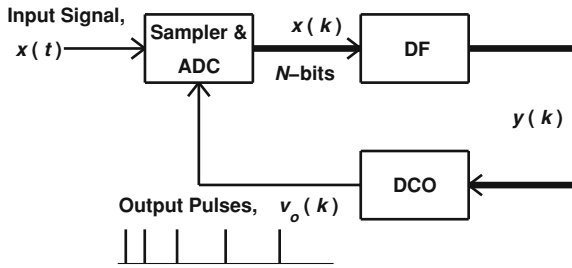 Input Signal,
x(t)
Sampler &
ADC
x(k)
N-bits
DF
y(k)
DCO
Output Pulses, v_o(k)